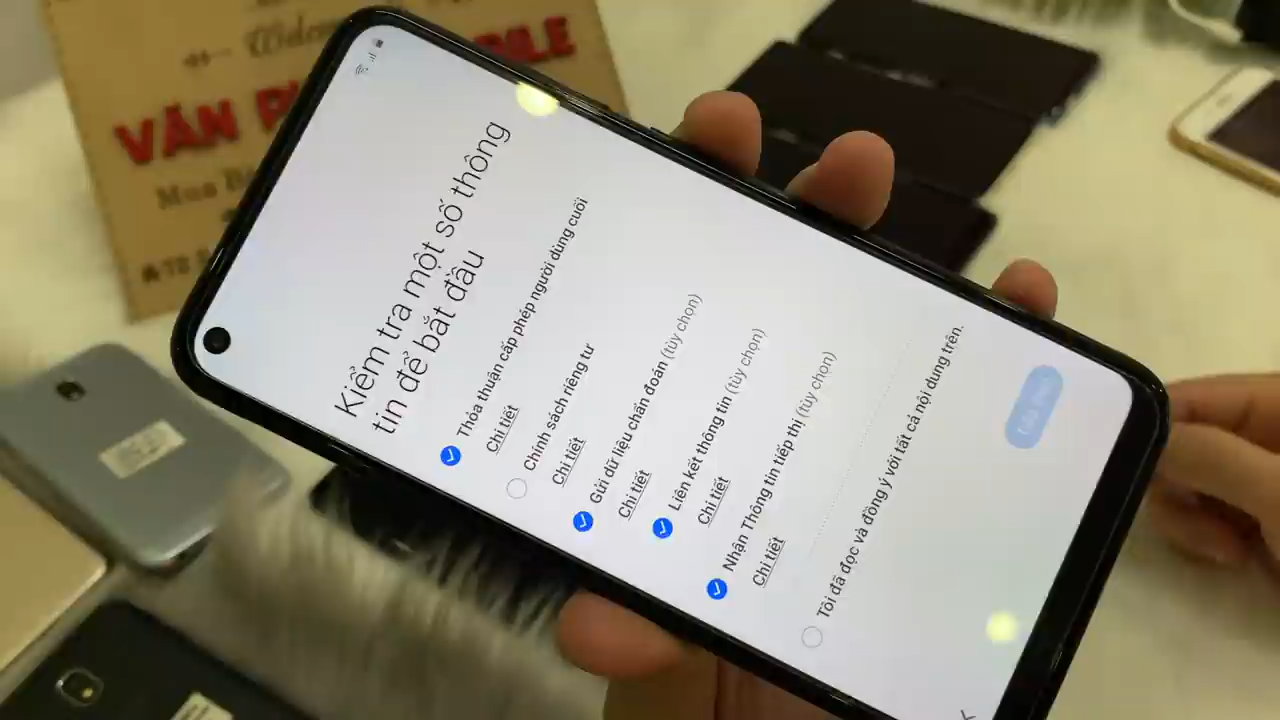 VĂN
BILE
Kiểm tra một số thông
tin để bắt đầu
Thỏa thuận cấp phép người dùng cuối
Chi tiết
Chính sách riêng tư
Chi tiết
Gửi dữ liệu chẩn đoán (tùy chọn)
Chi tiết
Liên kết thông tin (tùy chọn)
Chi tiết
Nhận Thông tin tiếp thị (tùy chọn)
Chi tiết
Tôi đã đọc và đồng ý với tất cả nội dung trên.